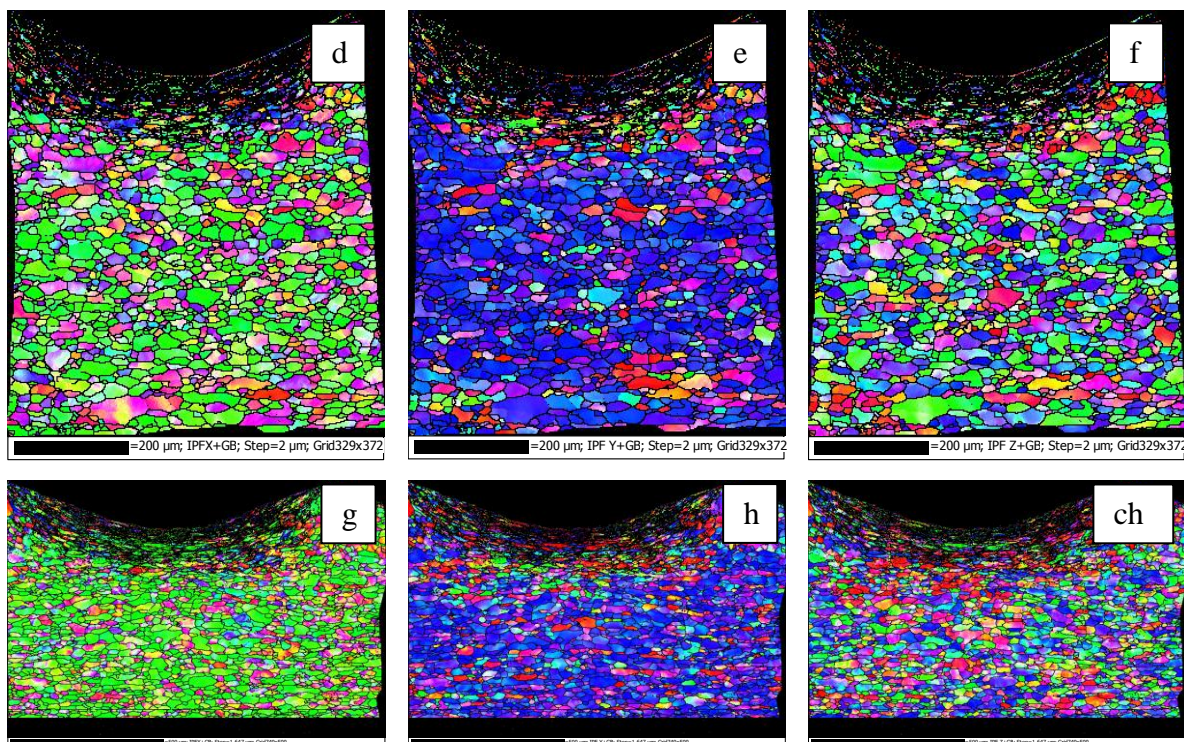 d
e
f
=200 µm; IPFX+GB; Step=2 µm; Grid329x372
=200 µm; IPF Y+GB; Step=2 µm; Grid329x372
=200 µm; IPF Z+GB; Step=2 µm; Grid329x372
g
h
ch